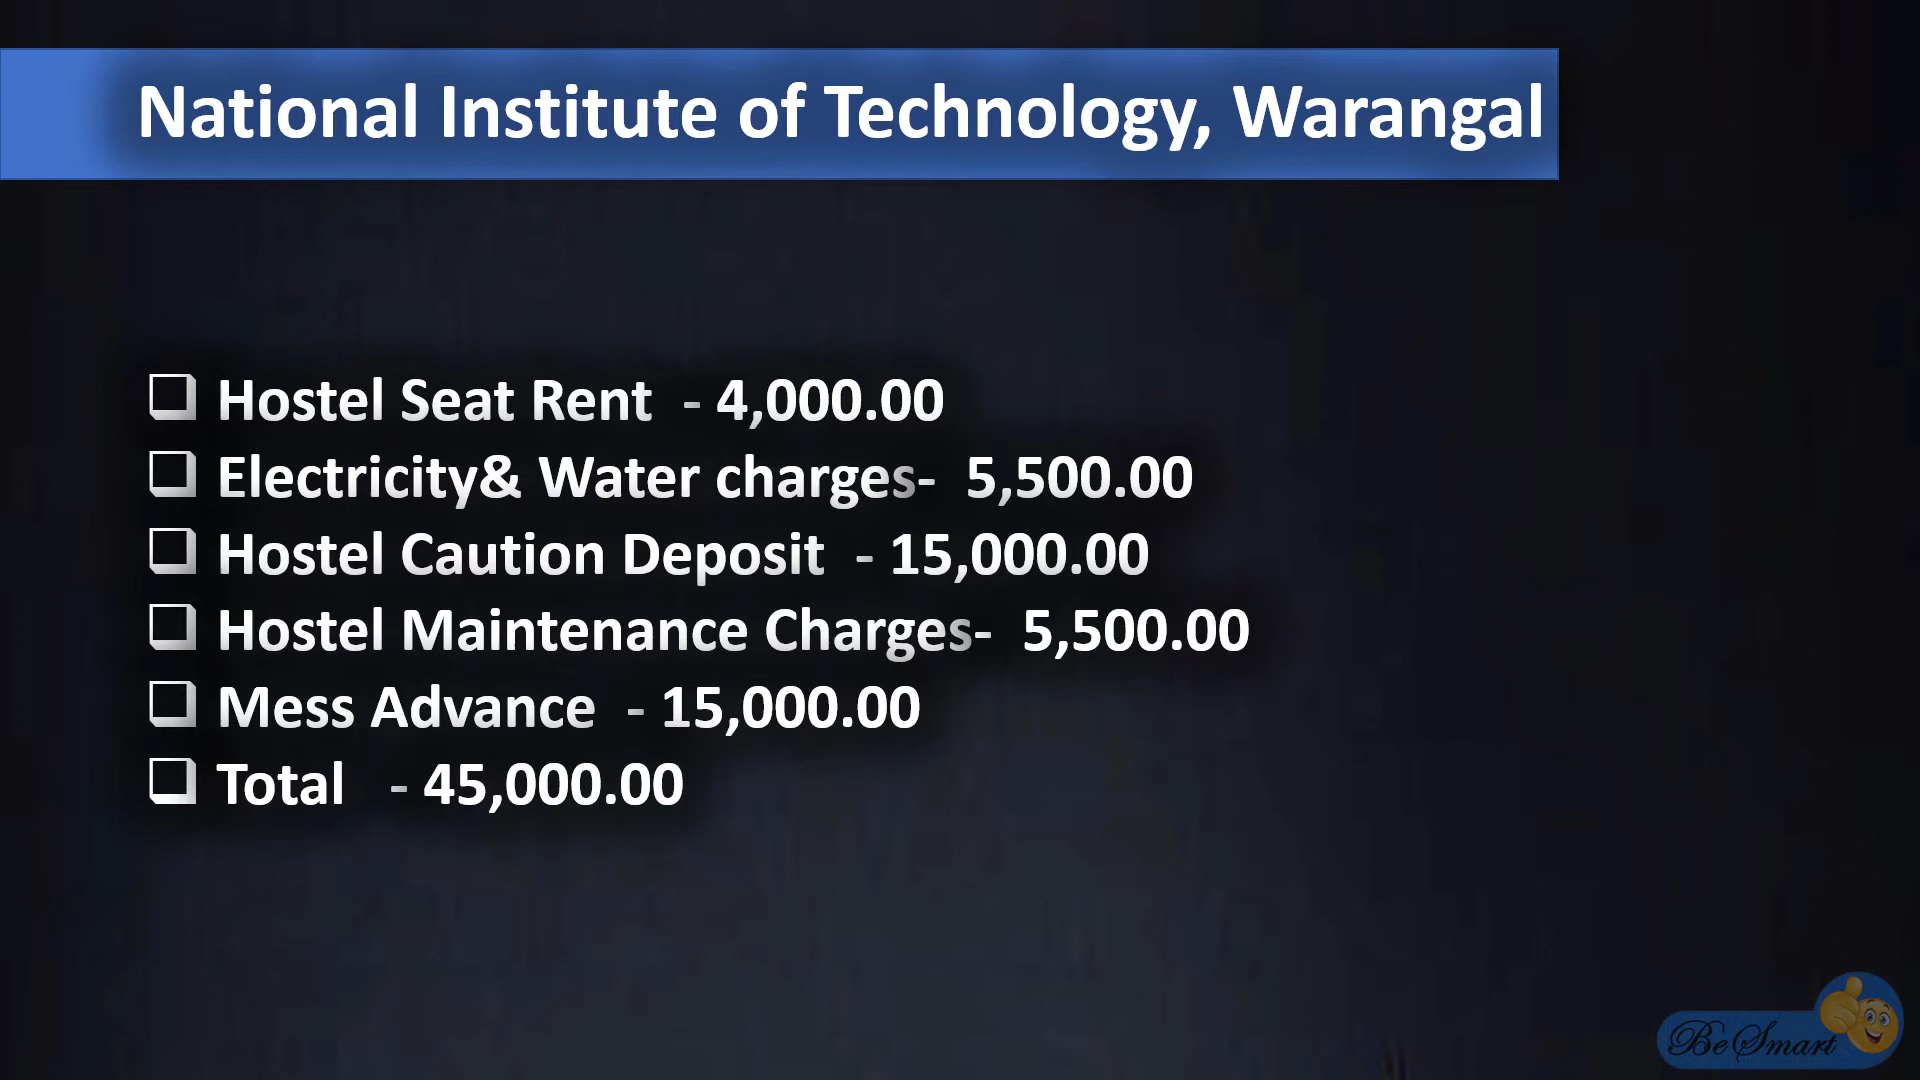 National Institute of Technology, Warangal
Hostel Seat Rent - 4,000.00
Electricity& Water charges- 5,500.00
Hostel Caution Deposit - 15,000.00
Hostel Maintenance Charges- 5,500.00
Mess Advance - 15,000.00
Total - 45,000.00
Be Smart